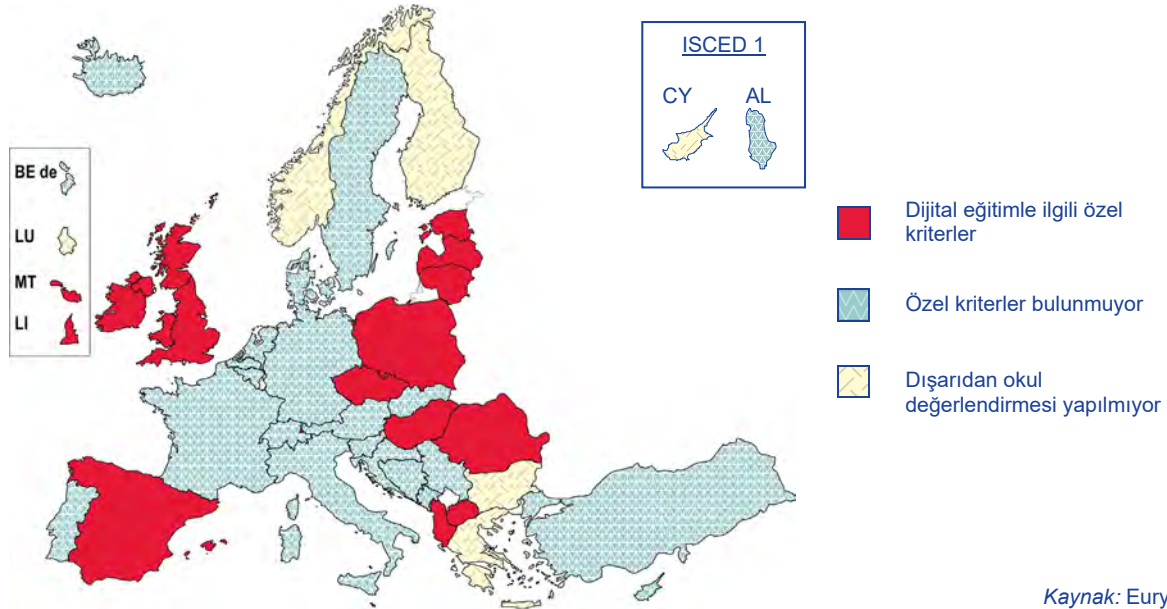 ISCED 1
CY
AL
BE de
LU
MT
LI
Dijital eğitimle ilgili özel
kriterler
Özel kriterler bulunmuyor
Dışarıdan okul
değerlendirmesi yapılmıyor
Kaynak: Eury